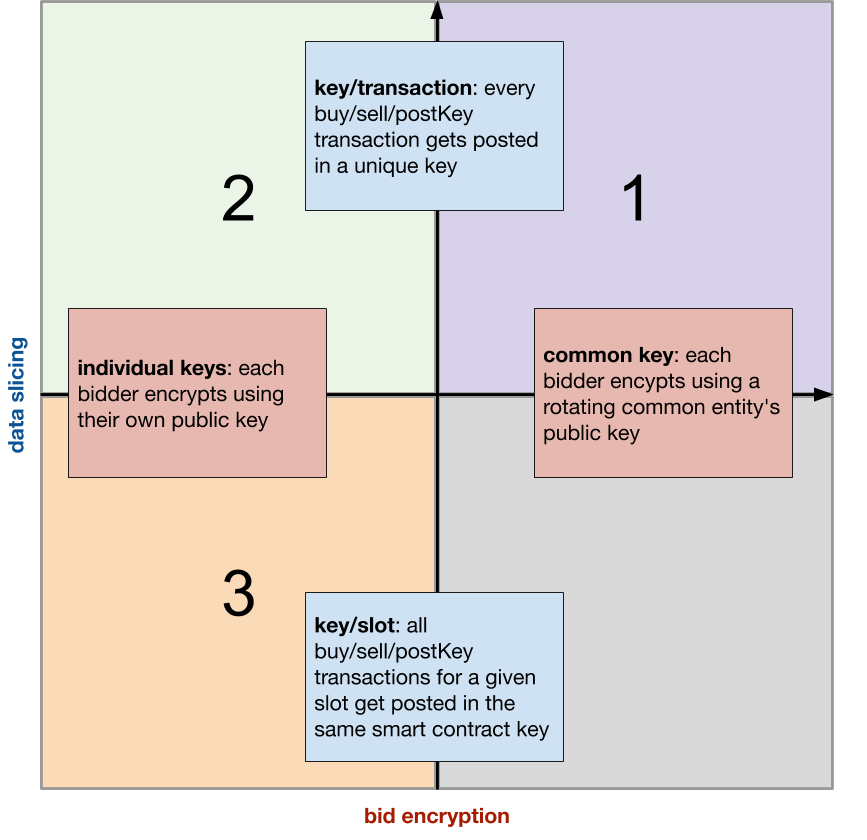 key/transaction: every
buy/sell/postKey
transaction gets posted
in a unique key
2
1
individual keys: each
bidder encrypts using
their own public key
common key: each
bidder encypts using a
rotating common entity's
public key
data slicing
3
key/slot: all
buy/sell/postKey
transactions for a given
slot get posted in the
same smart contract key
bid encryption